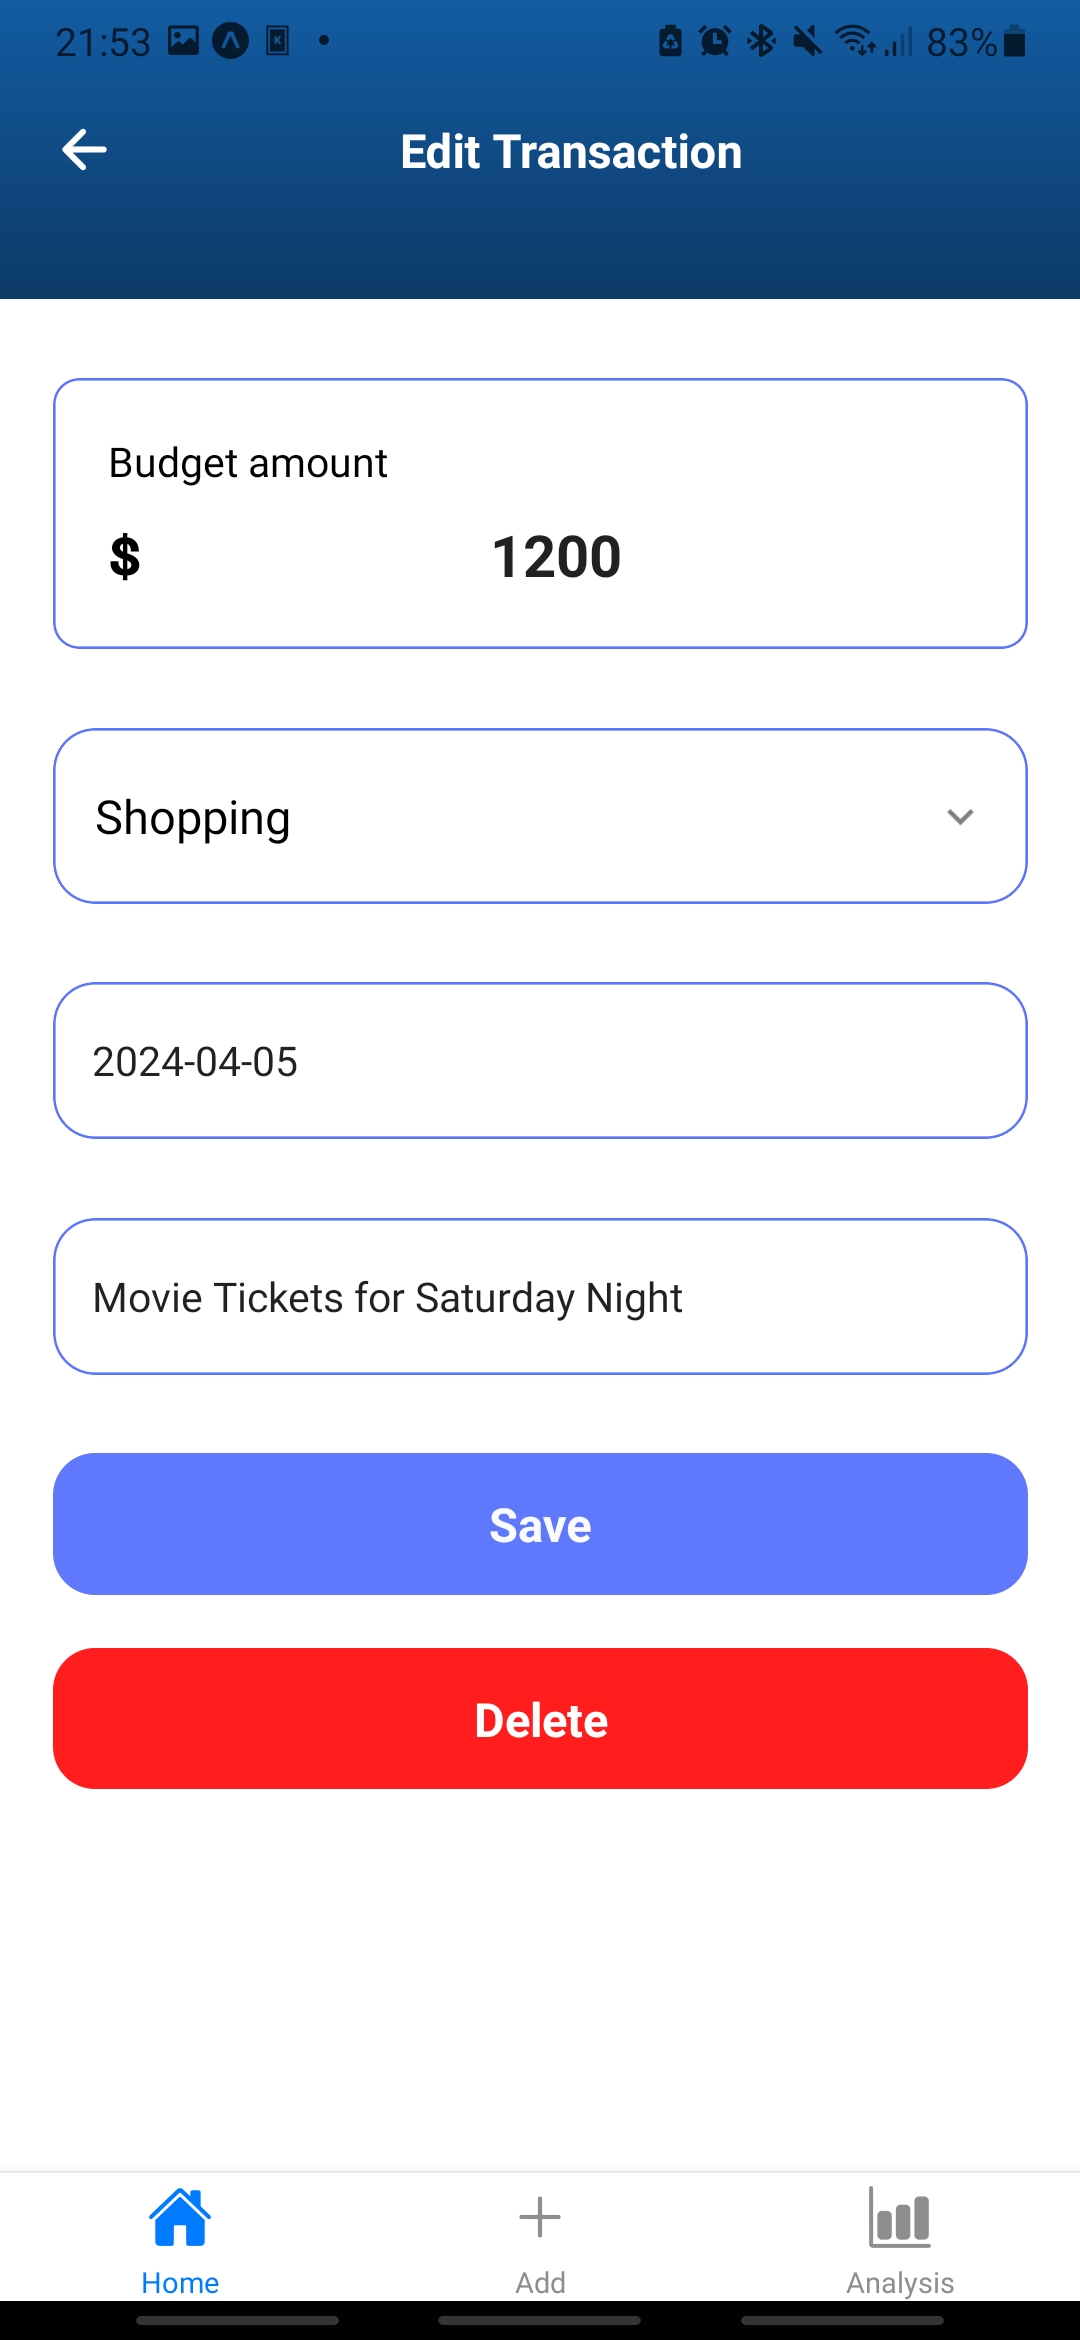 21:53 83%
Edit Transaction
Budget amount
$ 1200
Shopping
2024-04-05
Movie Tickets for Saturday Night
Save
Delete
Home Add Analysis